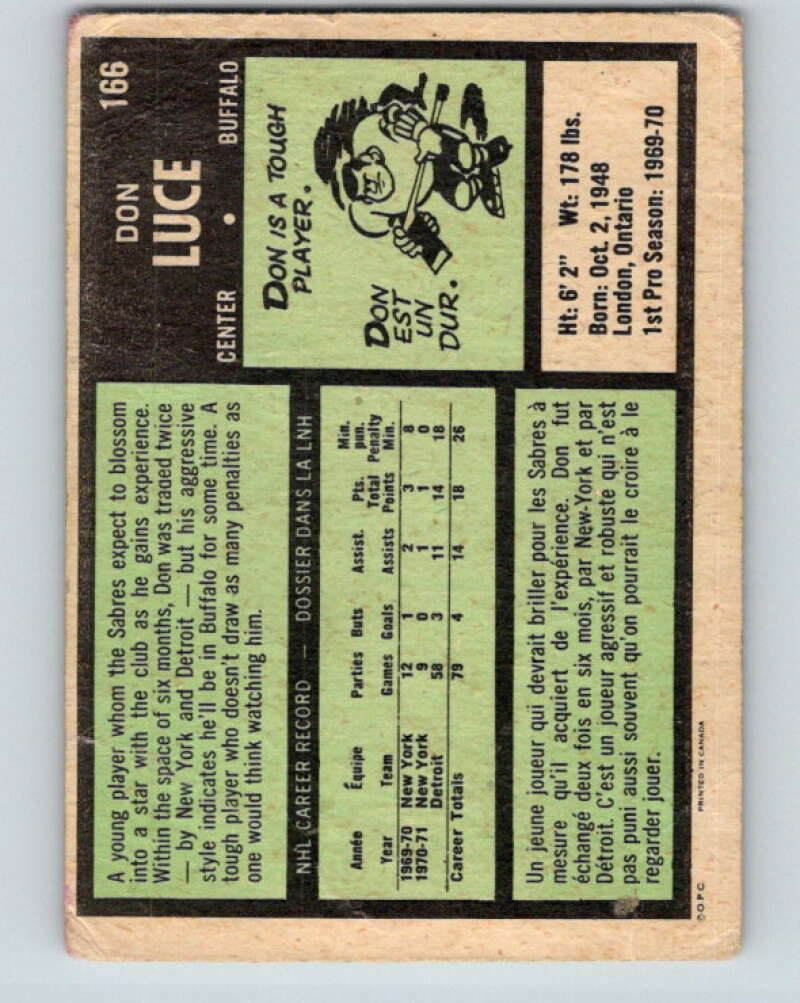 166
DON
LUCE
CENTER • BUFFALO
DON IS A TOUGH
PLAYER.
DON
EST
UN
DUR.
Ht: 6' 2" Wt: 178 lbs.
Born: Oct. 2, 1948
London, Ontario
1st Pro Season: 1969-70
A young player whom the Sabres expect to blossom
into a star with the club as he gains experience.
Within the space of six months, Don was traded twice
— by New York and Detroit — but his aggressive
style indicates he'll be in Buffalo for some time. A
tough player who doesn't draw as many penalties as
one would think watching him.
NHL CAREER RECORD — DOSSIER DANS LA LNH
Année Équipe Parties Buts Assist. Pts. Total Min. pun.
Year Team Games Goals Assists Points Penalty Min.
1969-70 New York 12 1 2 3 8
1970-71 New York 9 0 1 1 0
Detroit 58 3 11 14 18
Career Totals 79 4 14 18 26
Un jeune joueur qui devrait briller pour les Sabres à
mesure qu'il acquiert de l'expérience. Don fut
échangé deux fois en six mois, par New-York et par
Détroit. C'est un joueur agressif et robuste qui n'est
pas puni aussi souvent qu'on pourrait le croire à le
regarder jouer.
©O.P.C. PRINTED IN CANADA